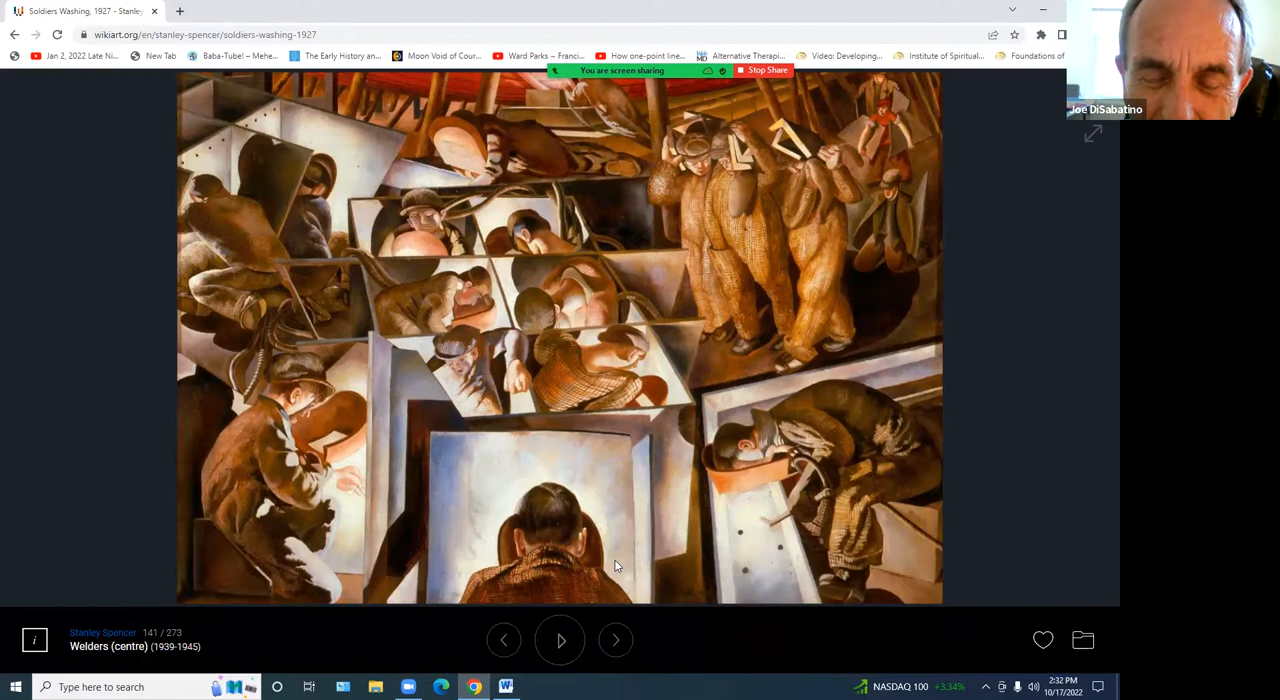 Soldiers Washing, 1927 - Stanley
wikiart.org/en/stanley-spencer/soldiers-washing-1927
Jan 2, 2022 Late Ni... New Tab Baba-Tube! – Mehe... The Early History an... Moon Void of Cour... Ward Parks – Franci... How one-point line... Alternative Therapi... Video: Developing... Institute of Spiritual... Foundations of
You are screen sharing Stop Share
Joe DiSabatino
Stanley Spencer 141 / 273
Welders (centre) (1939-1945)
Type here to search
NASDAQ 100 +3.34%
2:32 PM
10/17/2022